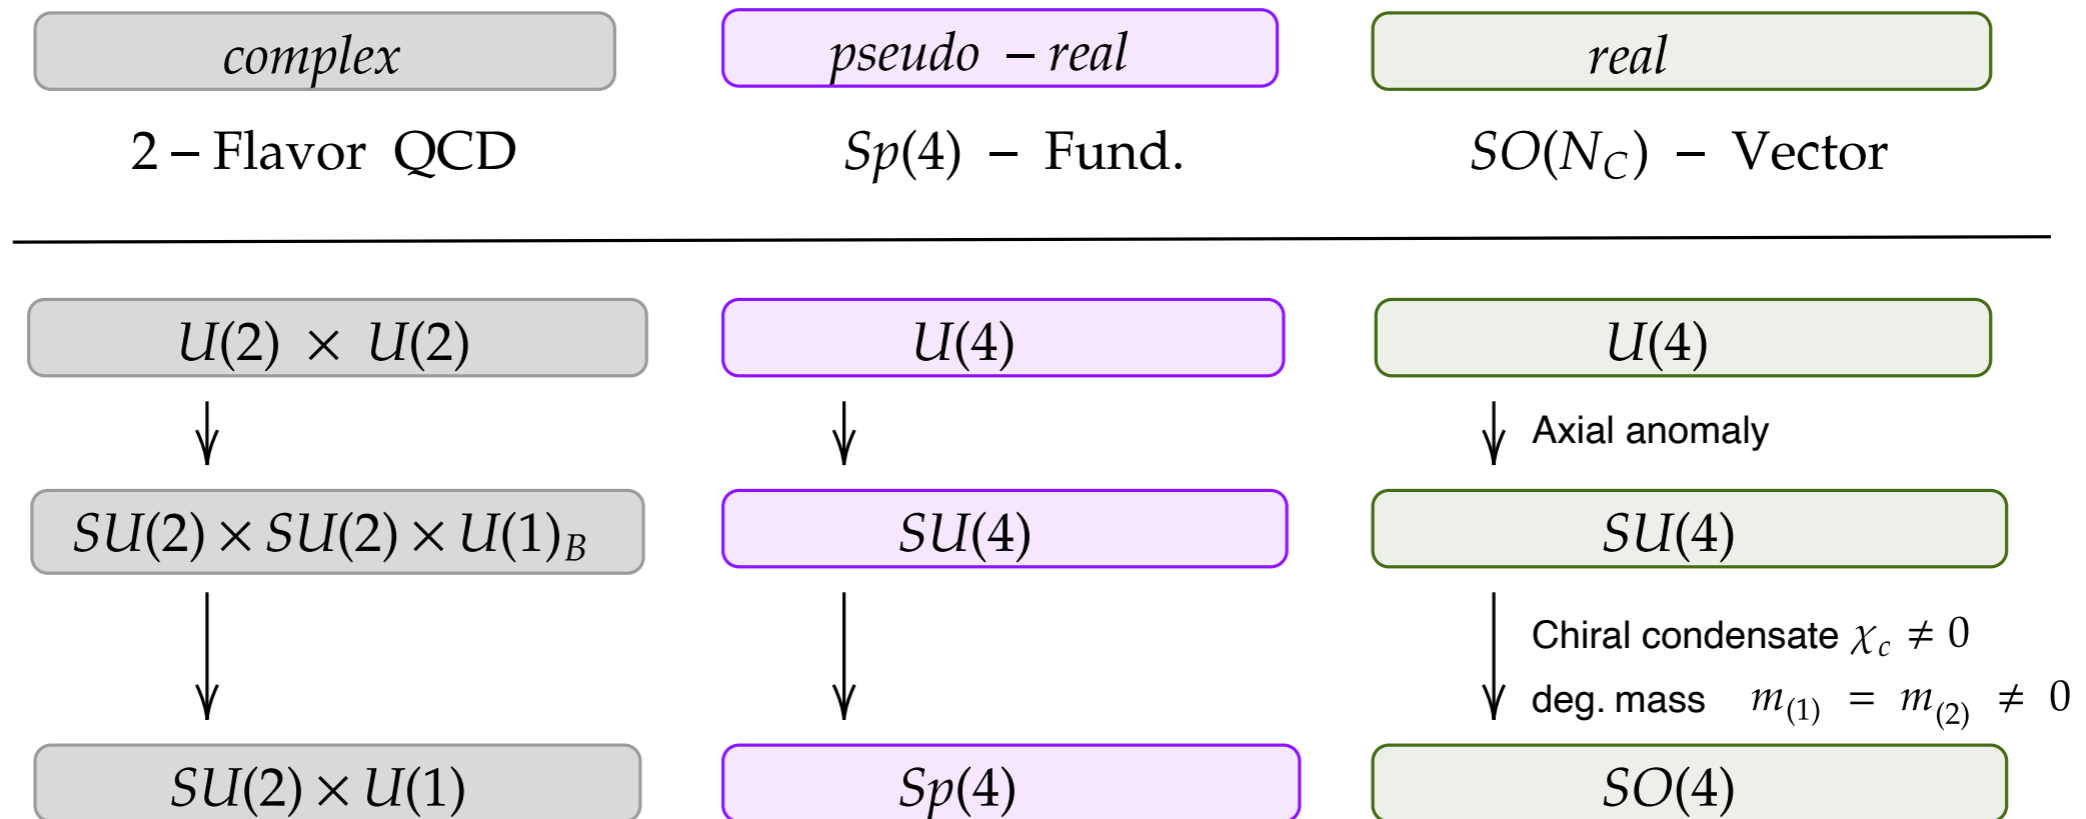 complex pseudo – real real
2 – Flavor QCD Sp(4) – Fund. SO(N_C) – Vector
U(2) × U(2) U(4) U(4)
Axial anomaly
SU(2) × SU(2) × U(1)_B SU(4) SU(4)
Chiral condensate χ_c ≠ 0
deg. mass m_(1) = m_(2) ≠ 0
SU(2) × U(1) Sp(4) SO(4)